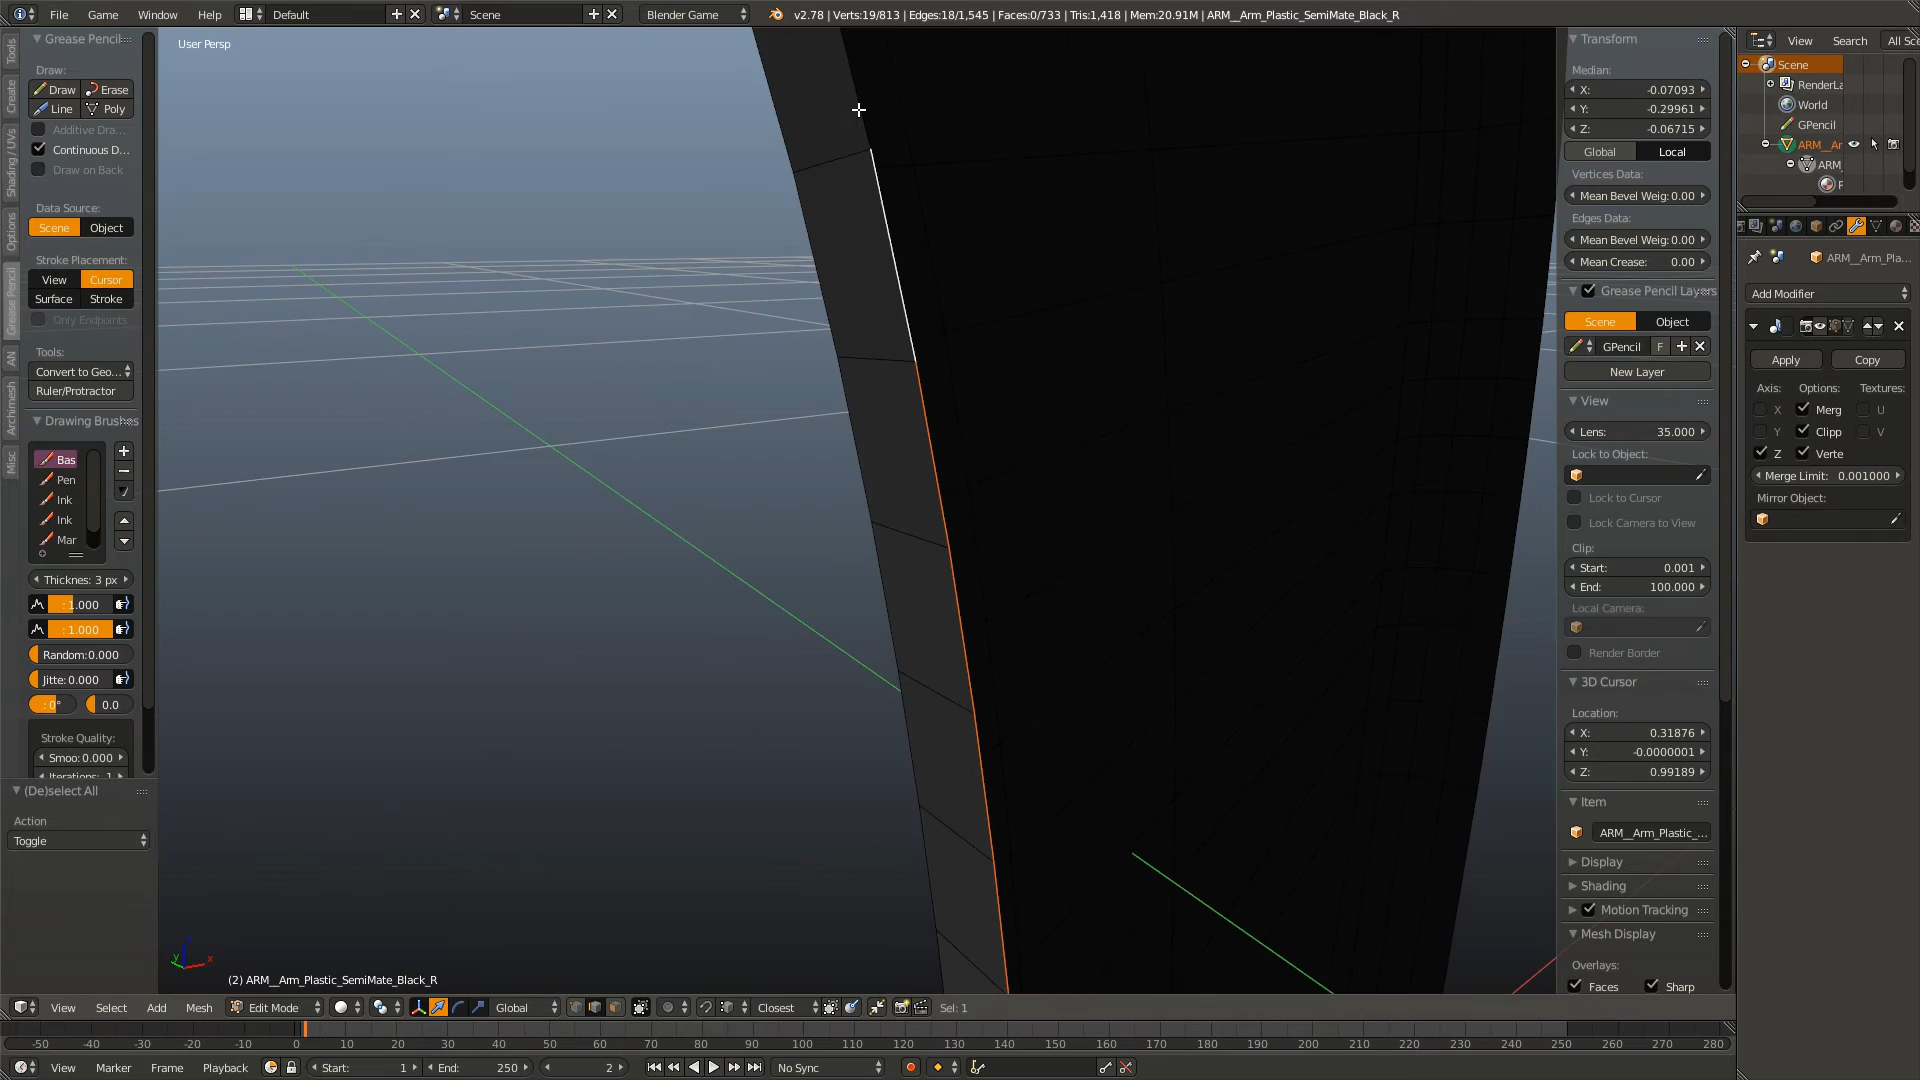 File Game Window Help Default Scene Blender Game v2.78 | Verts:19/813 | Edges:18/1,545 | Faces:0/733 | Tris:1,418 | Mem:20.91M | ARM__Arm_Plastic_SemiMate_Black_R
View Search All Sce
Tools
Create
Shading / UVs
Options
Grease Pencil
AN
Archimesh
Misc
Grease Pencil
Draw:
Draw Erase
Line Poly
Additive Dra...
Continuous D...
Draw on Back
Data Source:
Scene Object
Stroke Placement:
View Cursor
Surface Stroke
Only Endpoints
Tools:
Convert to Geo...
Ruler/Protractor
Drawing Brushes
Bas
Pen
Ink
Ink
Mar
Thicknes: 3 px
: 1.000
: 1.000
Random:0.000
Jitte: 0.000
: 0° 0.0
Stroke Quality:
Smoo: 0.000
Iterations: 1
(De)select All
Action
Toggle
User Persp
(2) ARM__Arm_Plastic_SemiMate_Black_R
Transform
Median:
X: -0.07093
Y: -0.29961
Z: -0.06715
Global Local
Vertices Data:
Mean Bevel Weig: 0.00
Edges Data:
Mean Bevel Weig: 0.00
Mean Crease: 0.00
Grease Pencil Layers
Scene Object
GPencil F
New Layer
View
Lens: 35.000
Lock to Object:
Lock to Cursor
Lock Camera to View
Clip:
Start: 0.001
End: 100.000
Local Camera:
Render Border
3D Cursor
Location:
X: 0.31876
Y: -0.0000001
Z: 0.99189
Item
ARM__Arm_Plastic_...
Display
Shading
Motion Tracking
Mesh Display
Overlays:
Faces Sharp
Scene
RenderLa
World
GPencil
ARM__Ar
ARM_
ARM__Arm_Pla...
Add Modifier
Apply Copy
Axis: Options: Textures:
X Merg U
Y Clipp V
Z Verte
Merge Limit: 0.001000
Mirror Object:
View Select Add Mesh Edit Mode Global Closest Sel: 1
-50 -40 -30 -20 -10 0 10 20 30 40 50 60 70 80 90 100 110 120 130 140 150 160 170 180 190 200 210 220 230 240 250 260 270 280
View Marker Frame Playback Start: 1 End: 250 2 No Sync